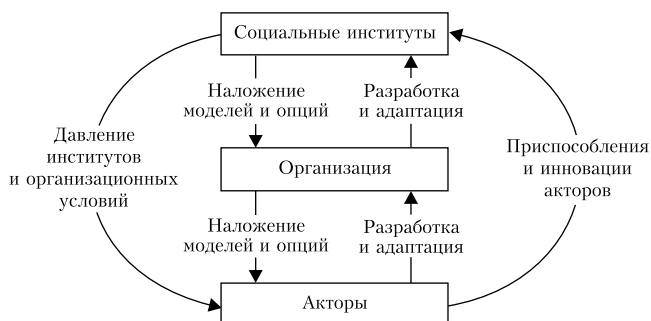 Социальные институты
Наложение
моделей и опций
Разработка
и адаптация
Давление
институтов
и организационных
условий
Приспособления
и инновации
акторов
Организация
Наложение
моделей и опций
Разработка
и адаптация
Акторы